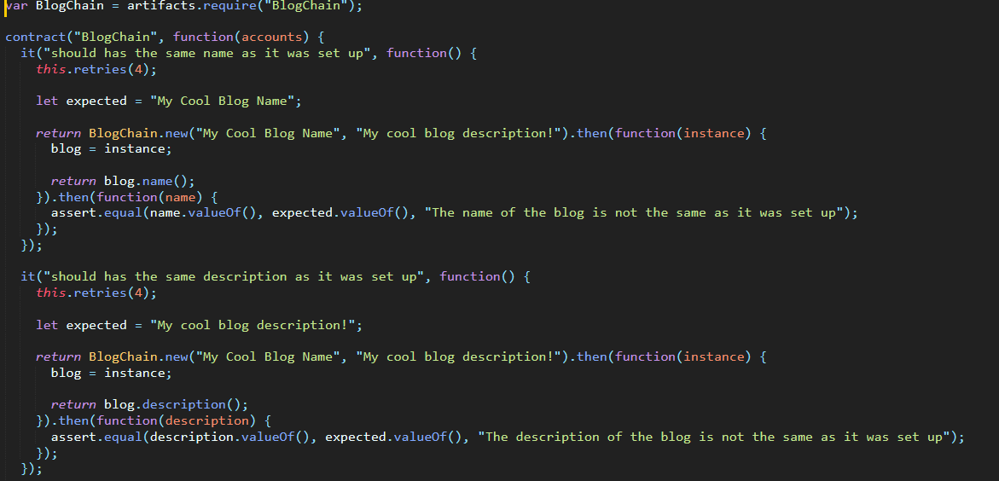 var BlogChain = artifacts.require("BlogChain");
contract("BlogChain", function(accounts) {
it("should has the same name as it was set up", function() {
this.retries(4);
let expected = "My Cool Blog Name";
return BlogChain.new("My Cool Blog Name", "My cool blog description!").then(function(instance) {
blog = instance;
return blog.name();
}).then(function(name) {
assert.equal(name.valueOf(), expected.valueOf(), "The name of the blog is not the same as it was set up");
});
});
it("should has the same description as it was set up", function() {
this.retries(4);
let expected = "My cool blog description!";
return BlogChain.new("My Cool Blog Name", "My cool blog description!").then(function(instance) {
blog = instance;
return blog.description();
}).then(function(description) {
assert.equal(description.valueOf(), expected.valueOf(), "The description of the blog is not the same as it was set up");
});
});